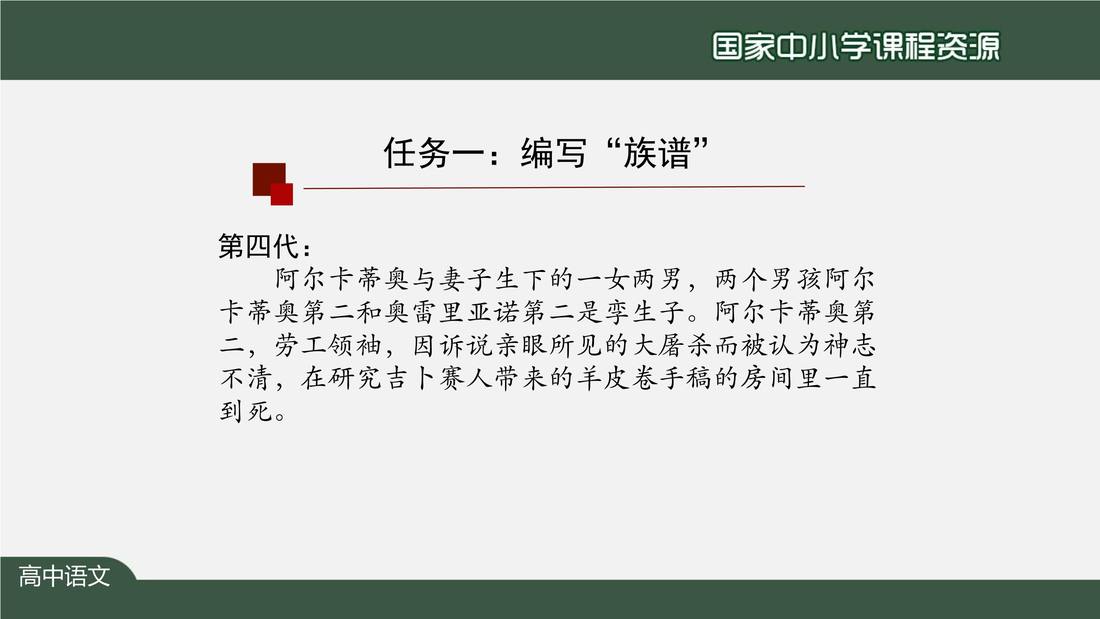 国家中小学课程资源
任务一：编写“族谱”
第四代：
阿尔卡蒂奥与妻子生下的一女两男，两个男孩阿尔
卡蒂奥第二和奥雷里亚诺第二是孪生子。阿尔卡蒂奥第
二，劳工领袖，因诉说亲眼所见的大屠杀而被认为神志
不清，在研究吉卜赛人带来的羊皮卷手稿的房间里一直
到死。
高中语文